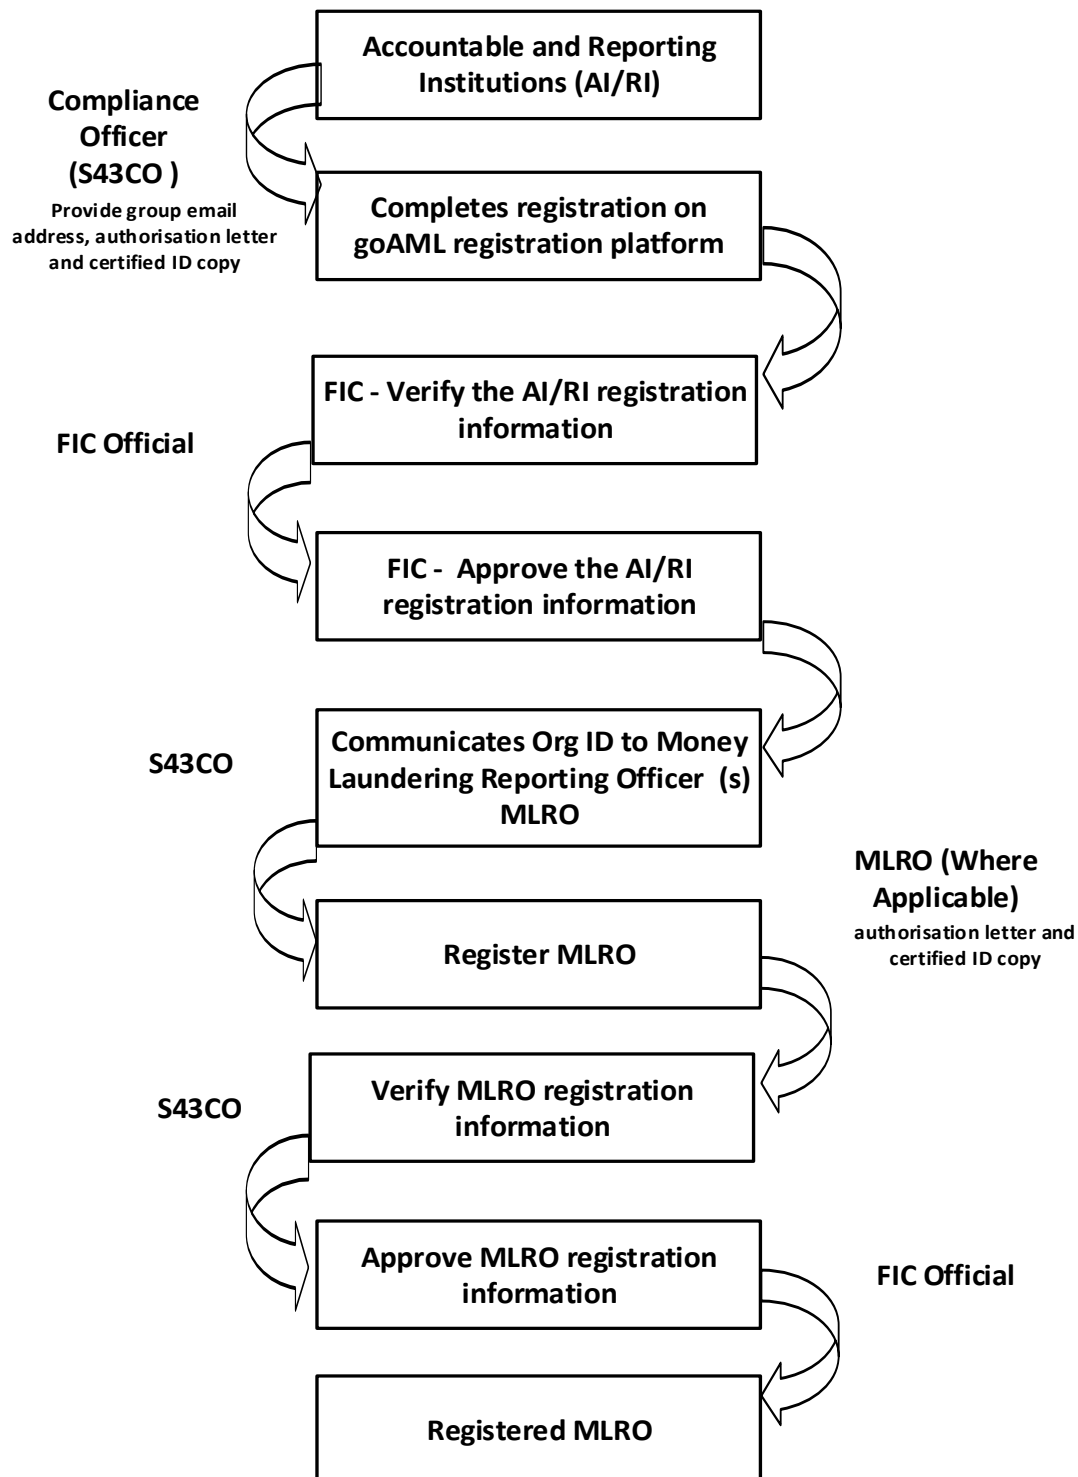 Accountable and Reporting
Institutions (AI/RI)
Compliance
Officer
(S43CO )
Provide group email
address, authorisation letter
and certified ID copy
Completes registration on
goAML registration platform
FIC - Verify the AI/RI registration
information
FIC Official
FIC -  Approve the AI/RI
registration information
S43CO
Communicates Org ID to Money
Laundering Reporting Officer  (s)
MLRO
MLRO (Where
Applicable)
authorisation letter and
certified ID copy
Register MLRO
S43CO
Verify MLRO registration
information
Approve MLRO registration
information
FIC Official
Registered MLRO